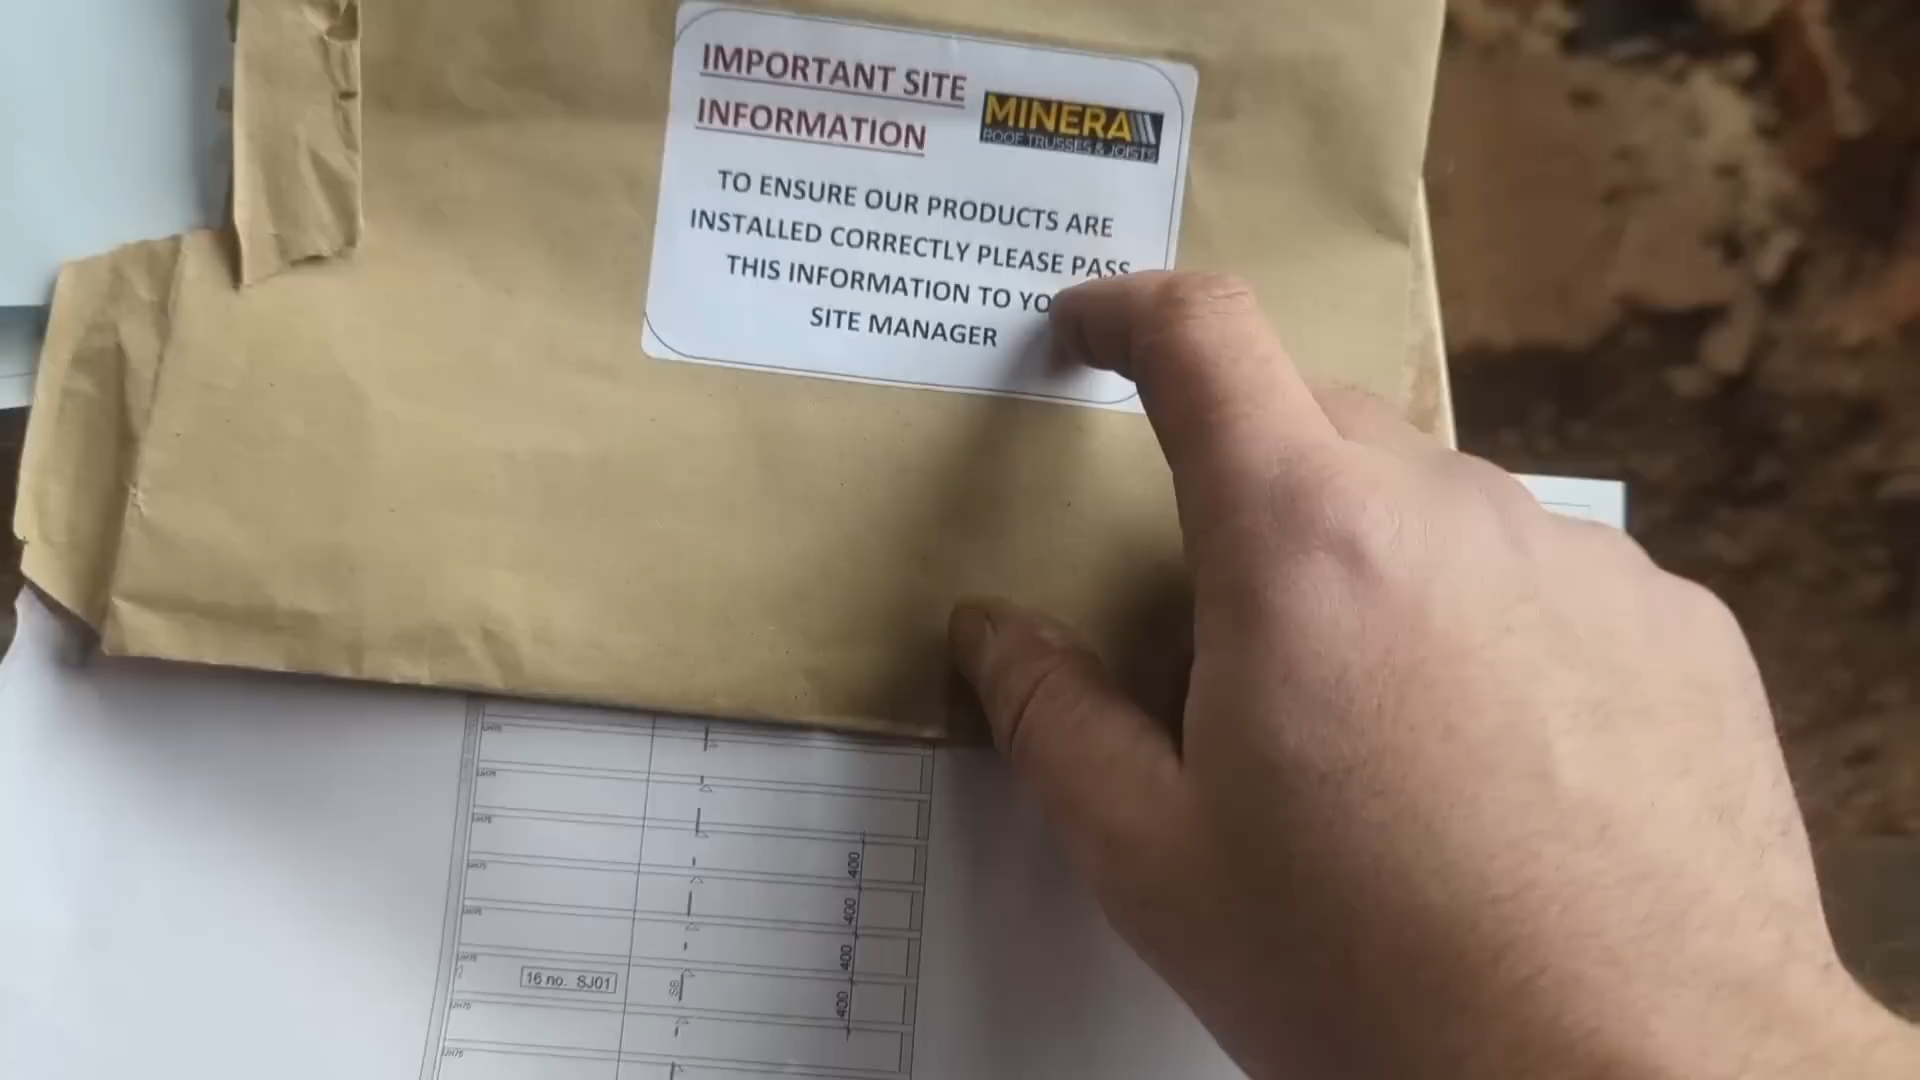 IMPORTANT SITE
INFORMATION
MINERA
ROOF TRUSSES & JOISTS
TO ENSURE OUR PRODUCTS ARE
INSTALLED CORRECTLY PLEASE PASS
THIS INFORMATION TO
SITE MANAGER
400
400
400
16 no. SJ01
S6
400